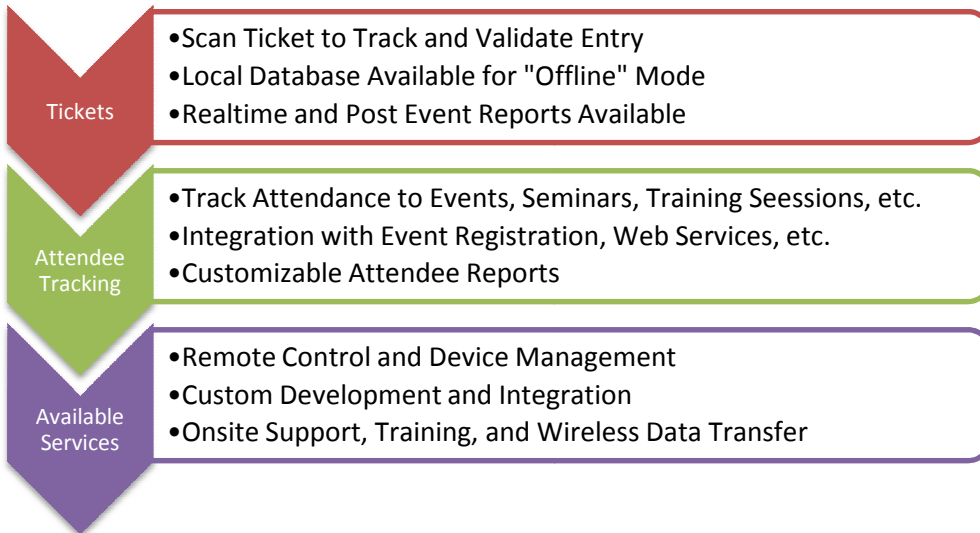 Tickets
•Scan Ticket to Track and Validate Entry
•Local Database Available for "Offline" Mode
•Realtime and Post Event Reports Available
Attendee
Tracking
•Track Attendance to Events, Seminars, Training Seessions, etc.
•Integration with Event Registration, Web Services, etc.
•Customizable Attendee Reports
Available
Services
•Remote Control and Device Management
•Custom Development and Integration
•Onsite Support, Training, and Wireless Data Transfer